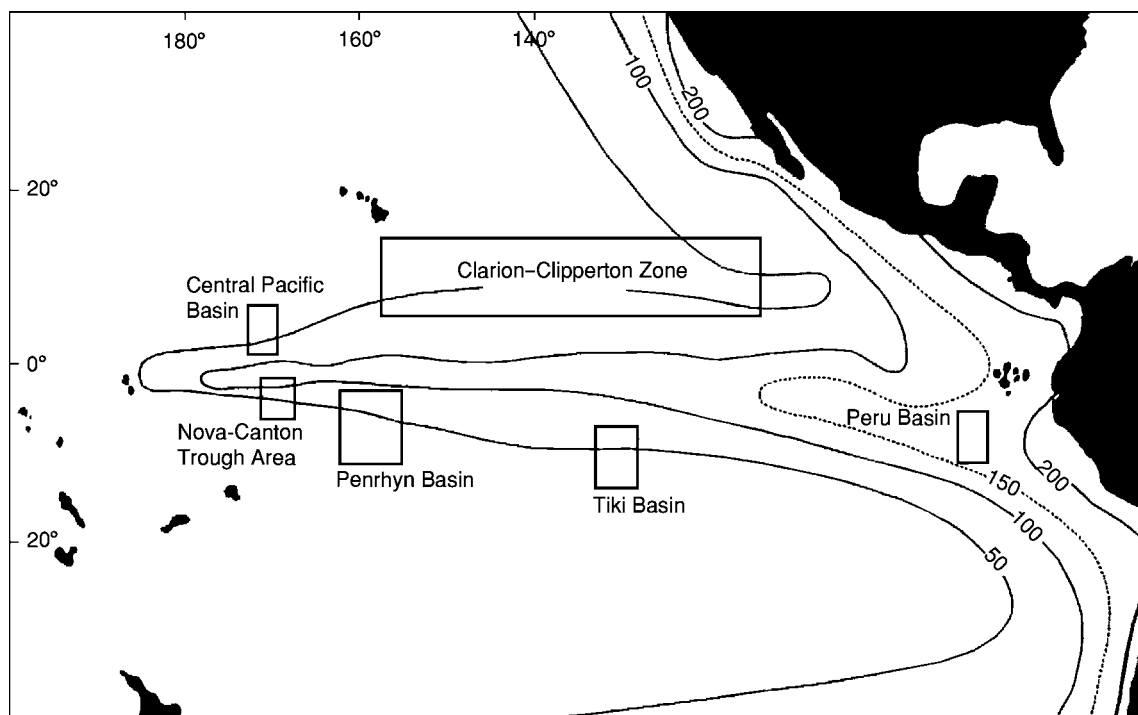 180°
160°
140°
100
200
20°
Clarion–Clipperton Zone
Central Pacific
Basin
0°
Nova-Canton
Trough Area
Penrhyn Basin
Tiki Basin
Peru Basin
200
150
100
50
20°